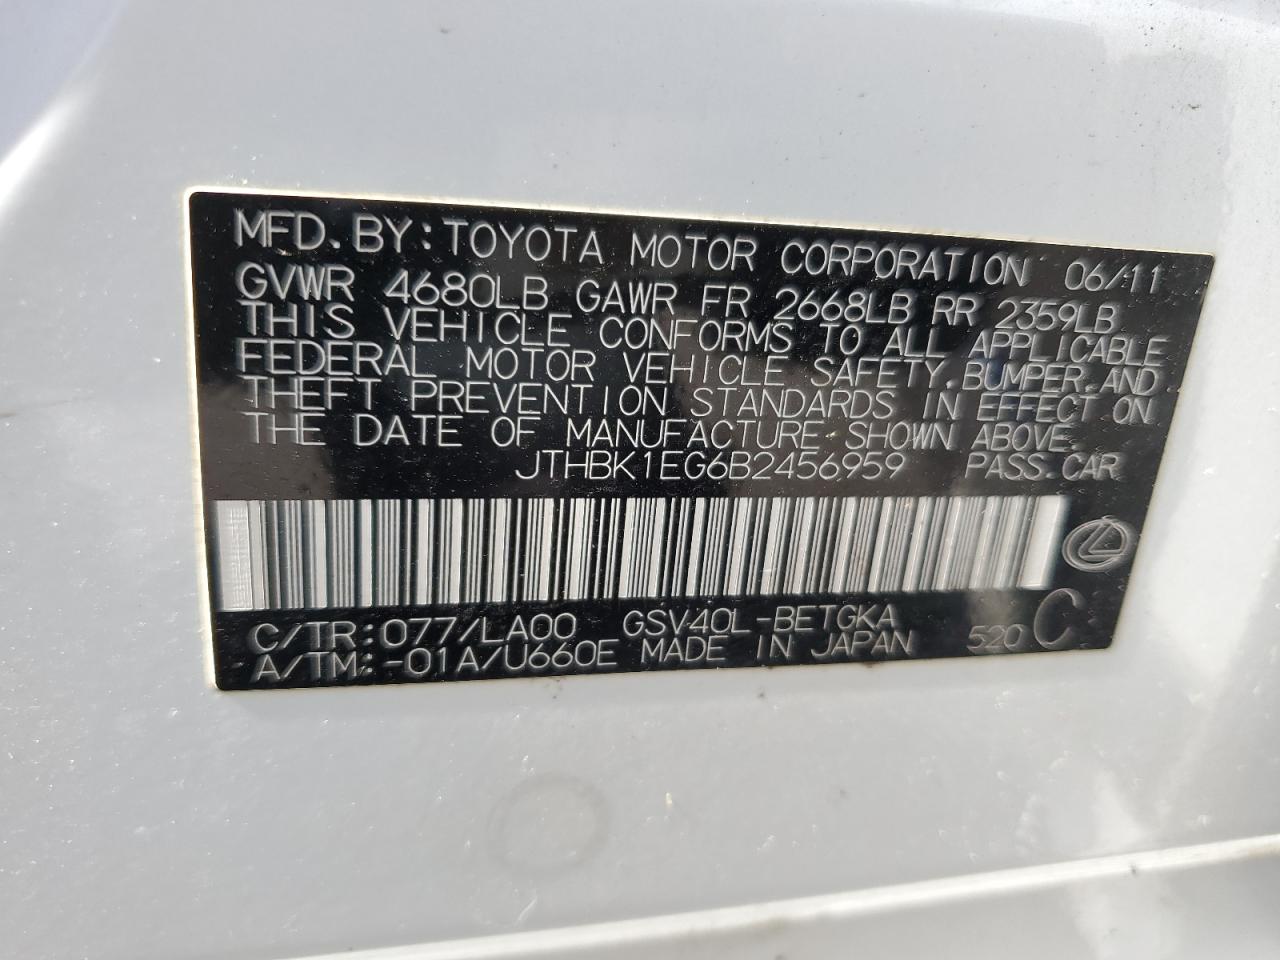 MFD. BY: TOYOTA MOTOR CORPORATION 06/11
GVWR 4680LB GAWR FR 2668LB RR 2359LB
THIS VEHICLE CONFORMS TO ALL APPLICABLE
FEDERAL MOTOR VEHICLE SAFETY, BUMPER, AND
THEFT PREVENTION STANDARDS IN EFFECT ON
THE DATE OF MANUFACTURE SHOWN ABOVE.
JTHBK1EG6B2456959 PASS. CAR
C/TR: 077/LA00 GSV40L-BETGKA
A/TM: -01A/U660E MADE IN JAPAN 520 C